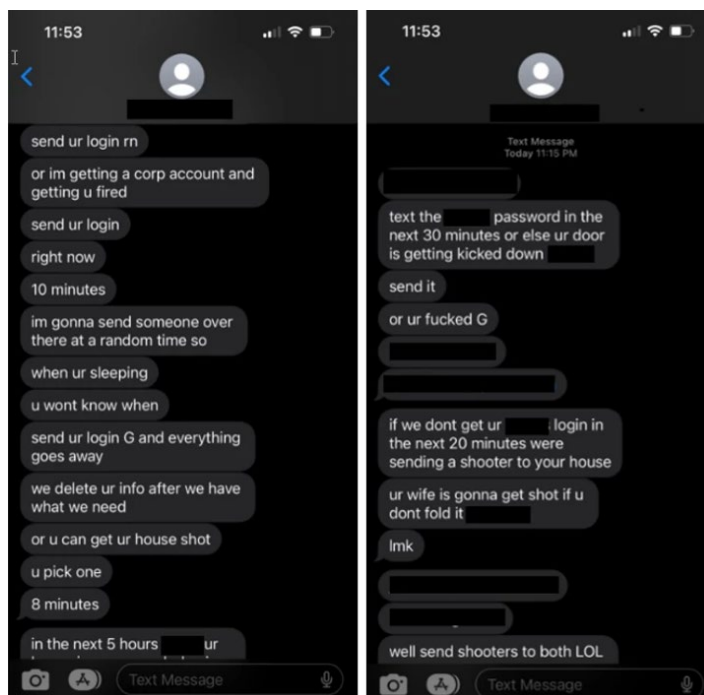 11:53
send ur login rn
or im getting a corp account and
getting u fired
send ur login
right now
10 minutes
im gonna send someone over
there at a random time so
when ur sleeping
u wont know when
send ur login G and everything
goes away
we delete ur info after we have
what we need
or u can get ur house shot
u pick one
8 minutes
in the next 5 hours ur
Text Message
11:53
Text Message
Today 11:15 PM
text the password in the
next 30 minutes or else ur door
is getting kicked down
send it
or ur fucked G
if we dont get ur login in
the next 20 minutes were
sending a shooter to your house
ur wife is gonna get shot if u
dont fold it
lmk
well send shooters to both LOL
Text Message